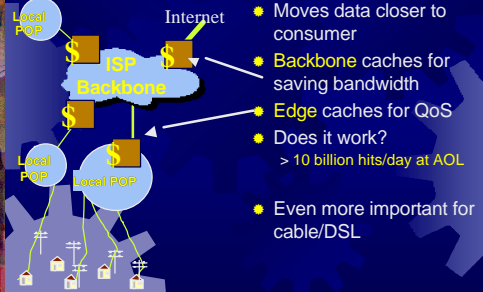 Local
POP
Internet
$
$
ISP
Backbone
$
$
Local
POP
Local POP
Moves data closer to
consumer
Backbone caches for
saving bandwidth
Edge caches for QoS
Does it work?
> 10 billion hits/day at AOL
Even more important for
cable/DSL